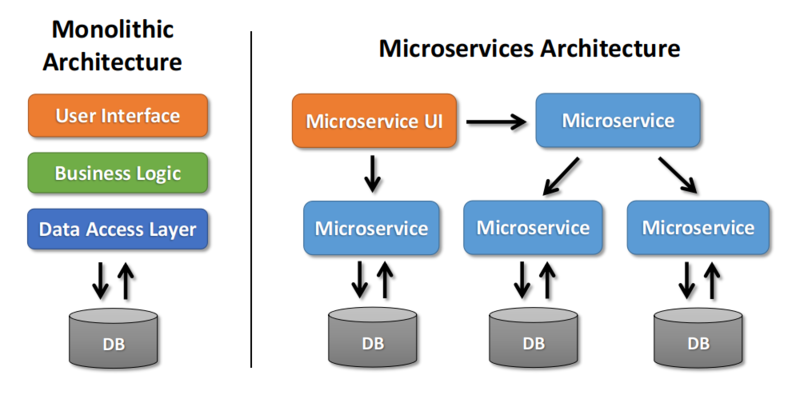 Monolithic
Architecture
User Interface
Business Logic
Data Access Layer
DB
Microservices Architecture
Microservice UI
Microservice
Microservice
Microservice
Microservice
DB
DB
DB